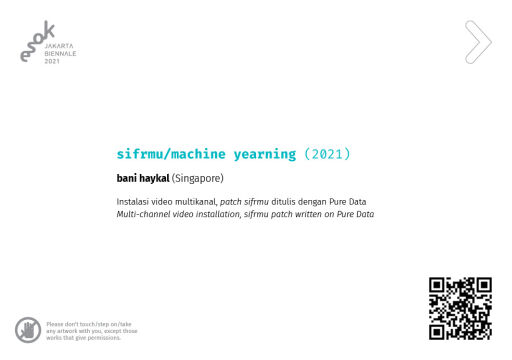 esok
JAKARTA
BIENNALE
2021
sifrmu/machine yearning (2021)
bani haykal (Singapore)
Instalasi video multikanal, patch sifrmu ditulis dengan Pure Data
Multi-channel video installation, sifrmu patch written on Pure Data
Please don't touch/step on/take
any artwork with you, except those
works that give permissions.